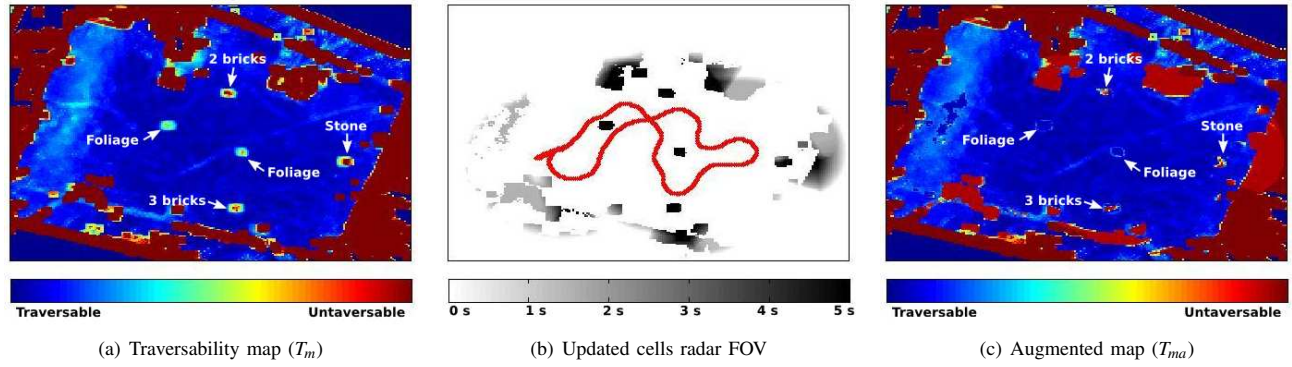 2 bricks
Foliage
Stone
Foliage
3 bricks
Traversable Untaversable
(a) Traversability map (Tm)
0 s 1 s 2 s 3 s 4 s 5 s
(b) Updated cells radar FOV
2 bricks
Foliage
Stone
Foliage
3 bricks
Traversable Untaversable
(c) Augmented map (Tma)